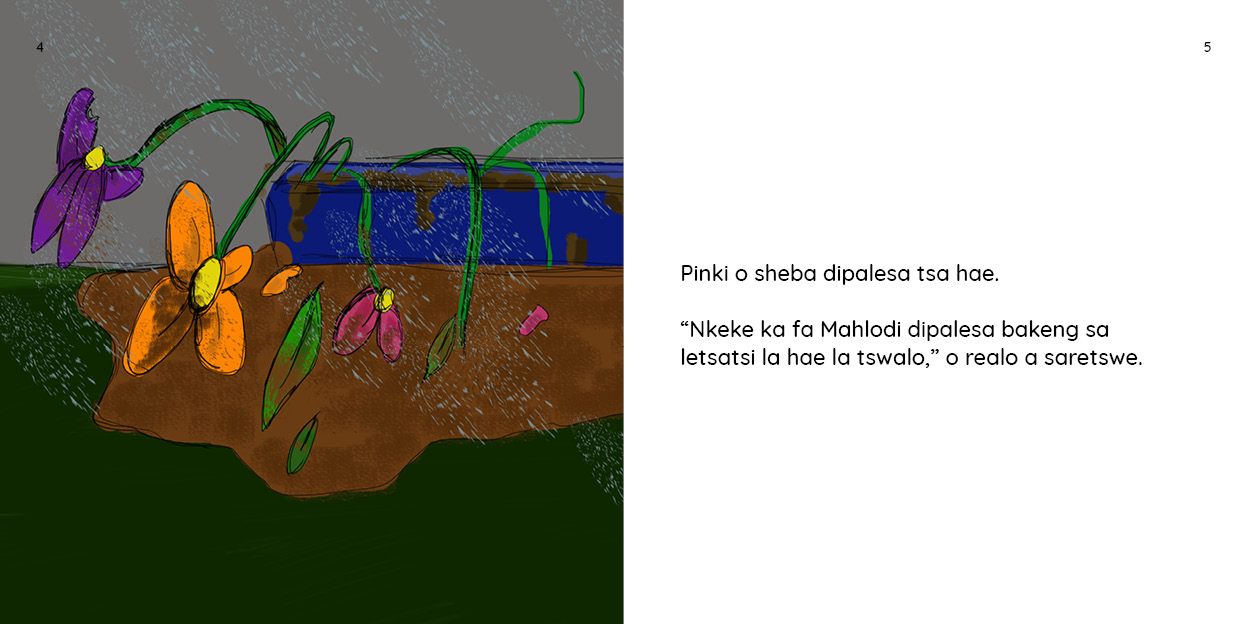 4
5
Pinki o sheba dipalesa tsa hae.
“Nkeke ka fa Mahlodi dipalesa bakeng sa
letsatsi la hae la tswalo,” o realo a saretswe.